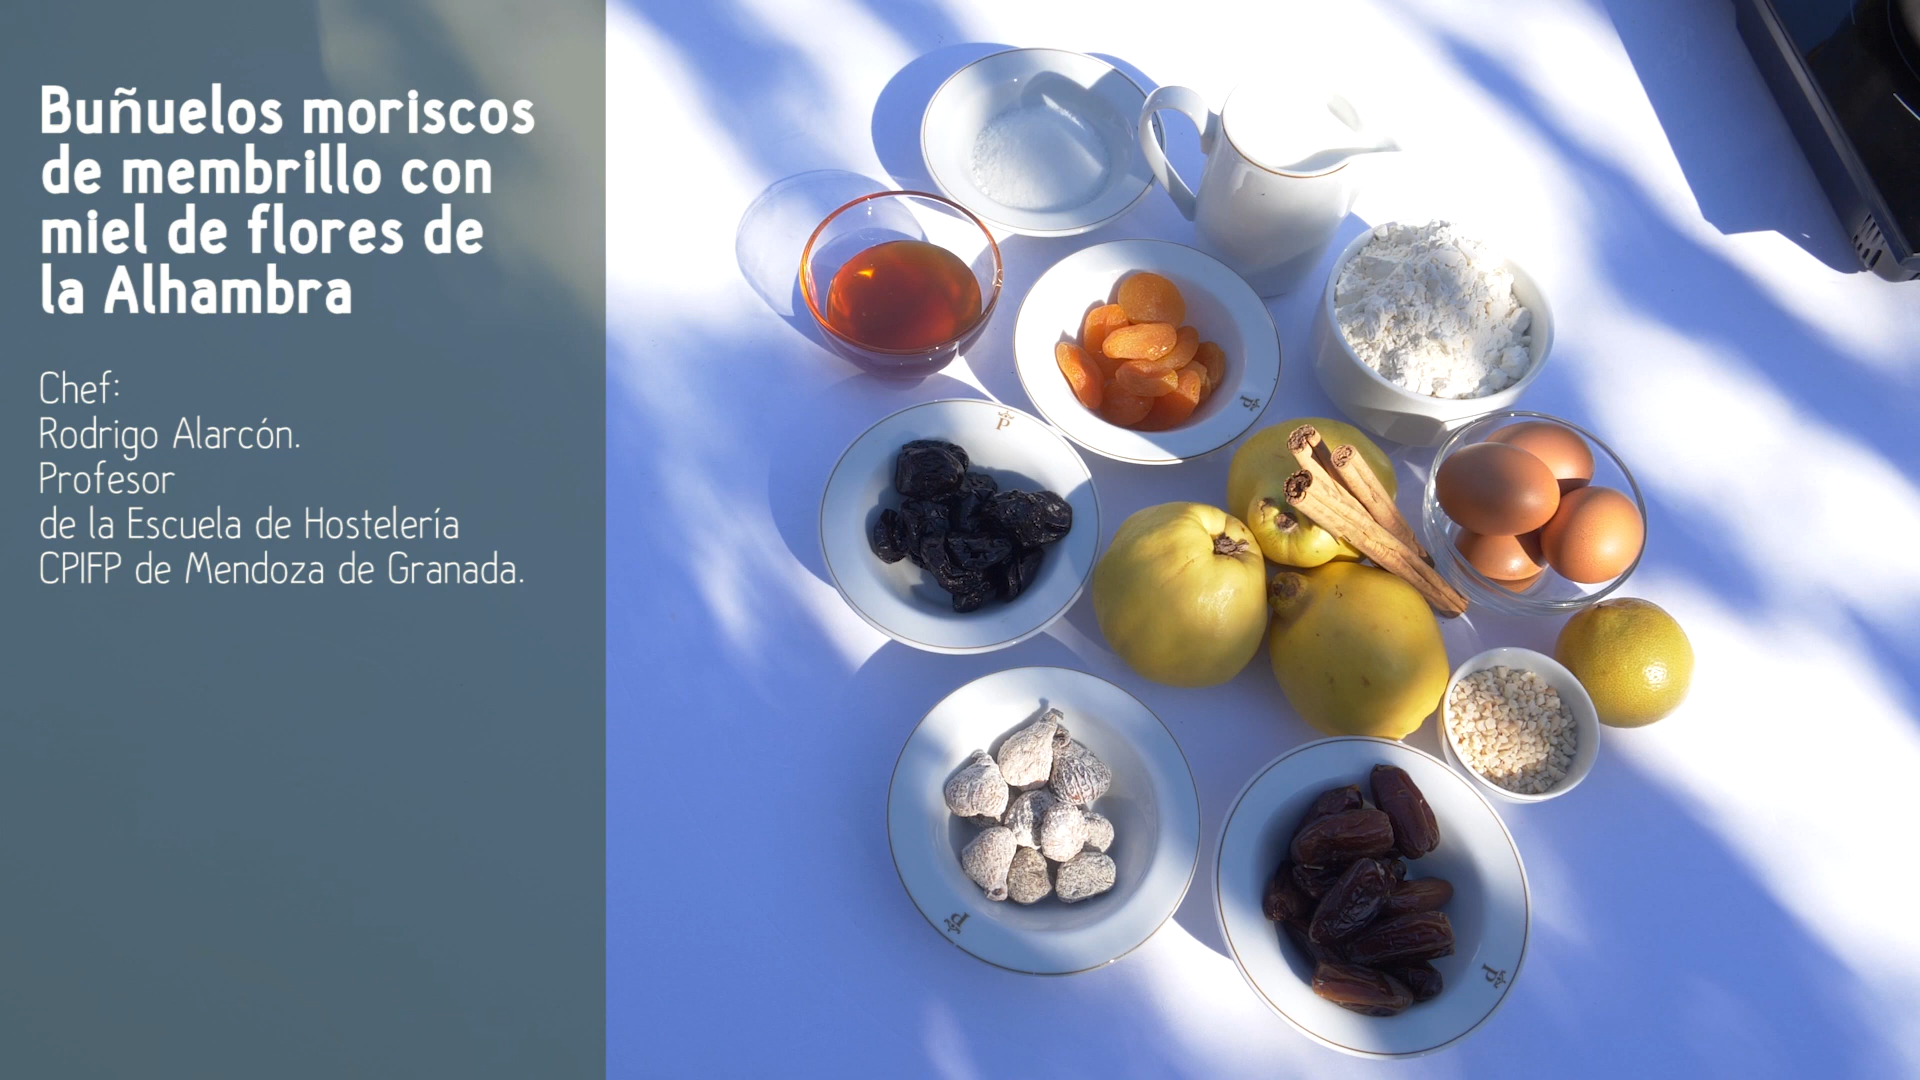 Buñuelos moriscos
de membrillo con
miel de flores de
la Alhambra
Chef:
Rodrigo Alarcón.
Profesor
de la Escuela de Hostelería
CPIFP de Mendoza de Granada.
P
P
P
P